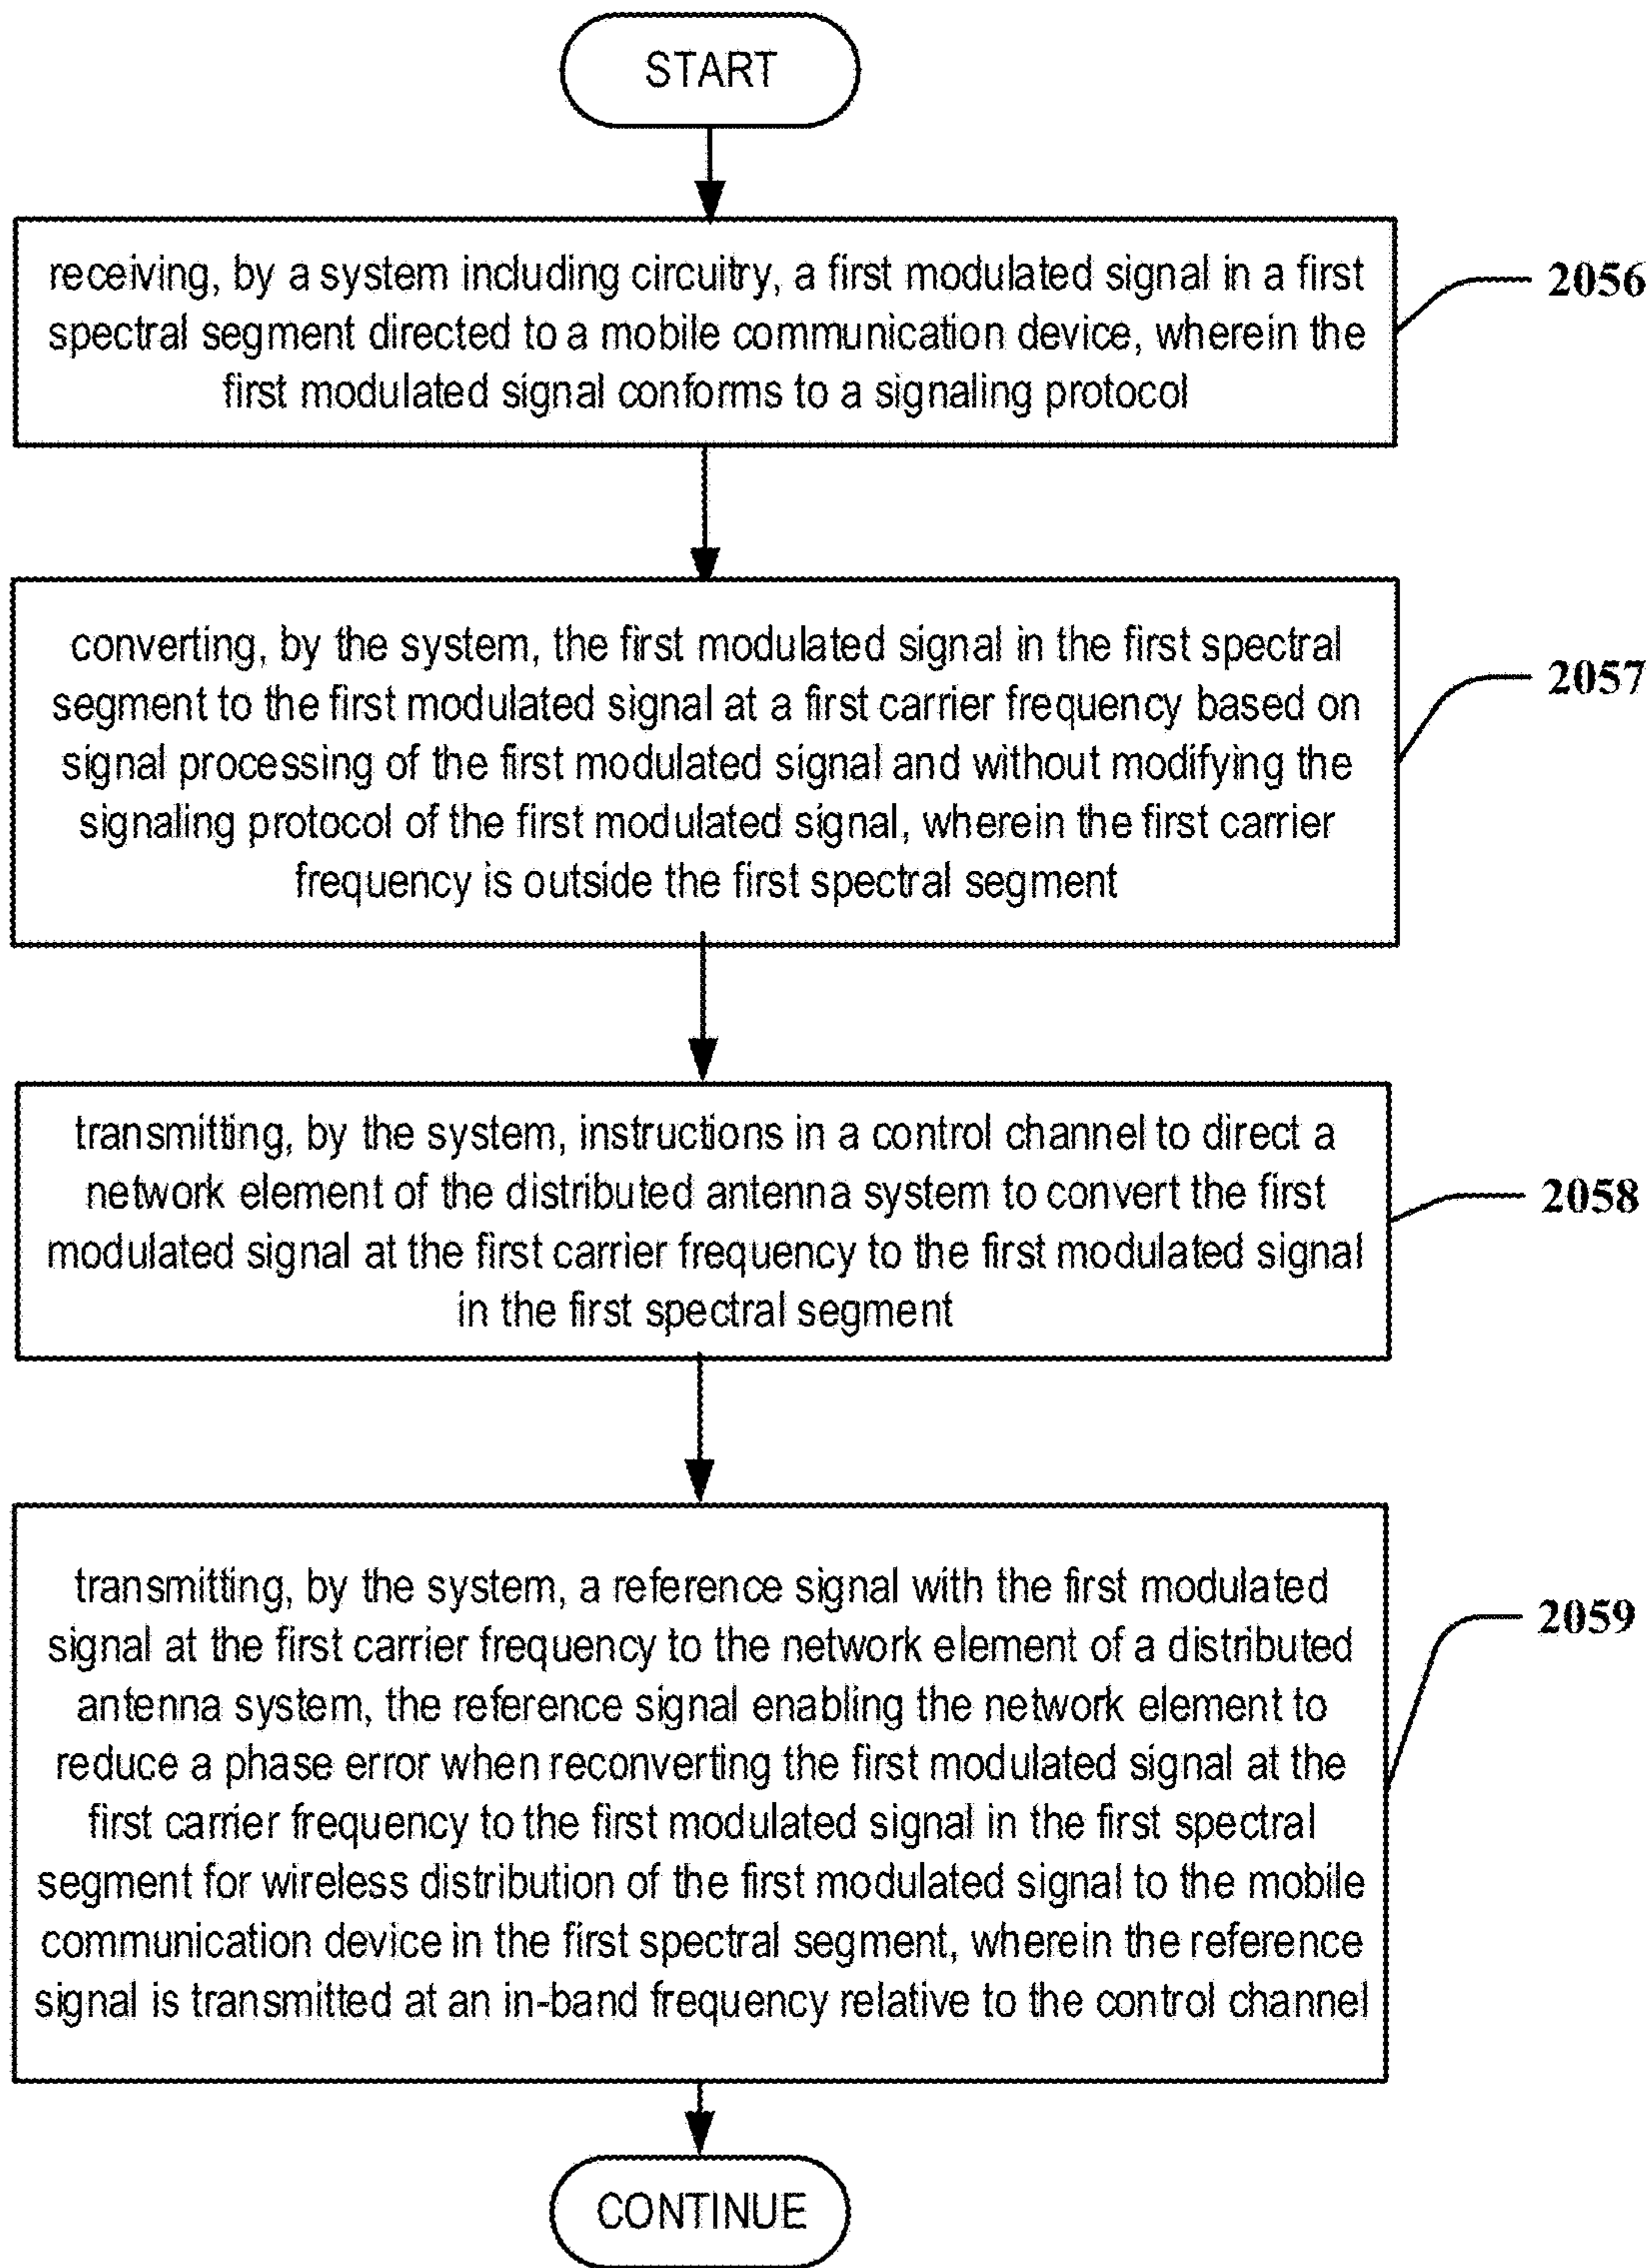 START
receiving, by a system including circuitry, a first modulated signal in a first
spectral segment directed to a mobile communication device, wherein the
first modulated signal conforms to a signaling protocol
2056
converting, by the system, the first modulated signal in the first spectral
segment to the first modulated signal at a first carrier frequency based on
signal processing of the first modulated signal and without modifying the
signaling protocol of the first modulated signal, wherein the first carrier
frequency is outside the first spectral segment
2057
transmitting, by the system, instructions in a control channel to direct a
network element of the distributed antenna system to convert the first
modulated signal at the first carrier frequency to the first modulated signal
in the first spectral segment
2058
transmitting, by the system, a reference signal with the first modulated
signal at the first carrier frequency to the network element of a distributed
antenna system, the reference signal enabling the network element to
reduce a phase error when reconverting the first modulated signal at the
first carrier frequency to the first modulated signal in the first spectral
segment for wireless distribution of the first modulated signal to the mobile
communication device in the first spectral segment, wherein the reference
signal is transmitted at an in-band frequency relative to the control channel
2059
CONTINUE